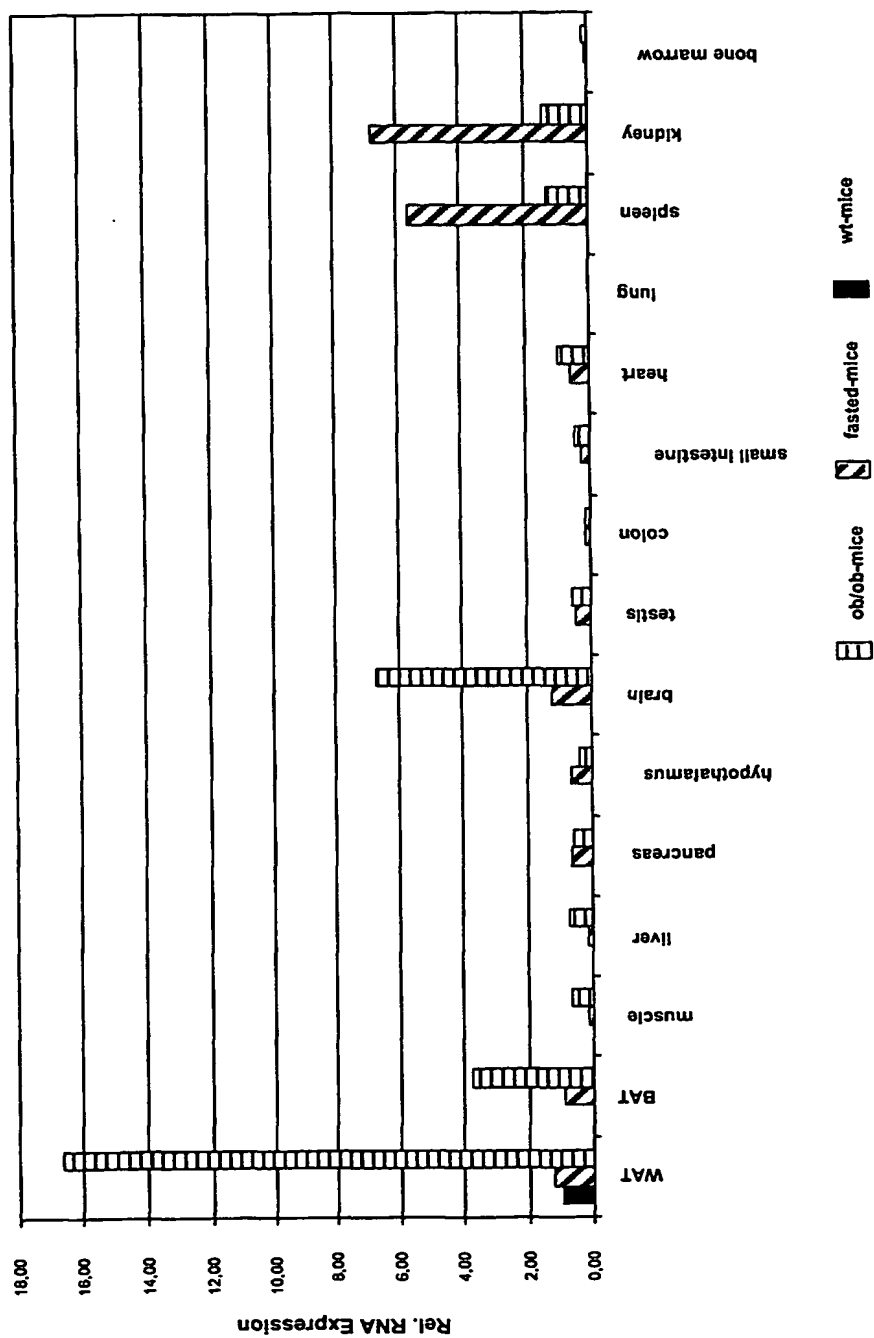 Rel. RNA Expression
18,00
16,00
14,00
12,00
10,00
8,00
6,00
4,00
2,00
0,00
WAT
BAT
muscle
liver
pancreas
hypothalamus
brain
testis
colon
small intestine
heart
lung
spleen
kidney
bone marrow
ob/ob-mice
fasted-mice
wt-mice